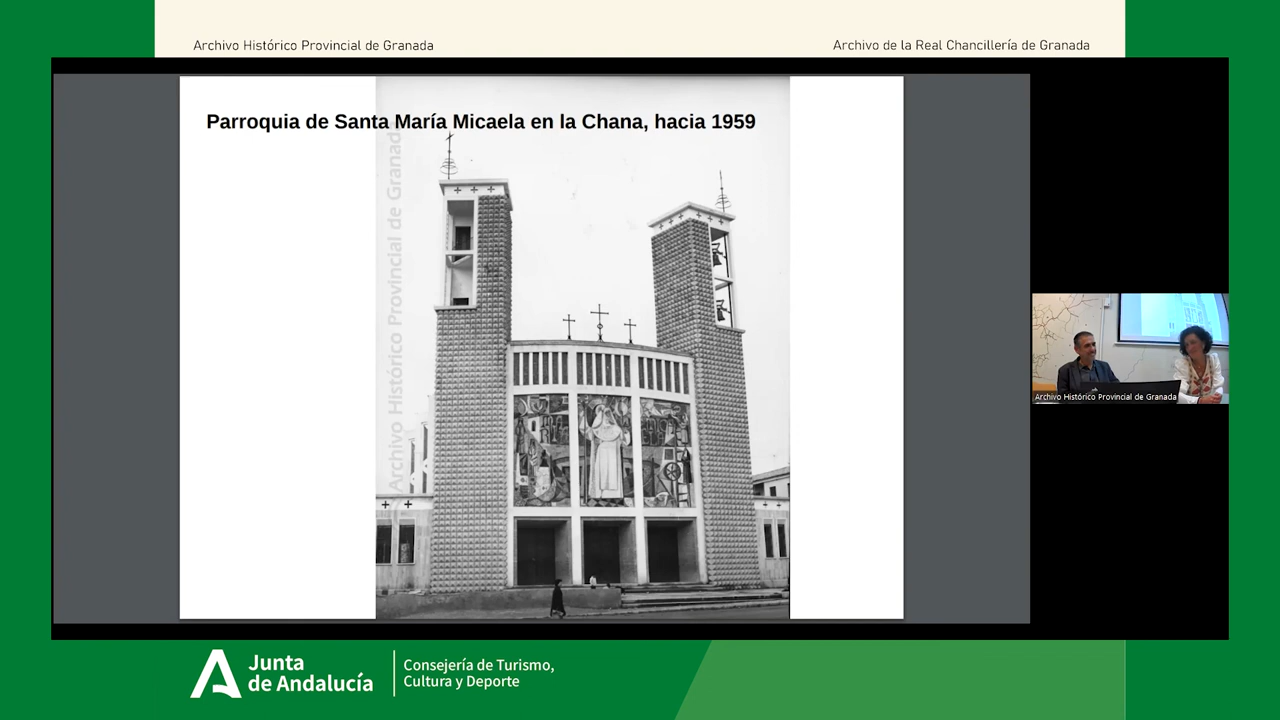 Archivo Histórico Provincial de Granada
Archivo de la Real Chancillería de Granada
Parroquia de Santa María Micaela en la Chana, hacia 1959
Archivo Histórico Provincial de Granad
Archivo Histórico Provincial de Granada
Junta
de Andalucía
Consejería de Turismo,
Cultura y Deporte